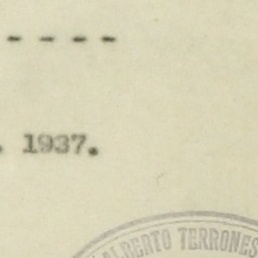 - - - -
. 1937.
ALBERTO TERRONES